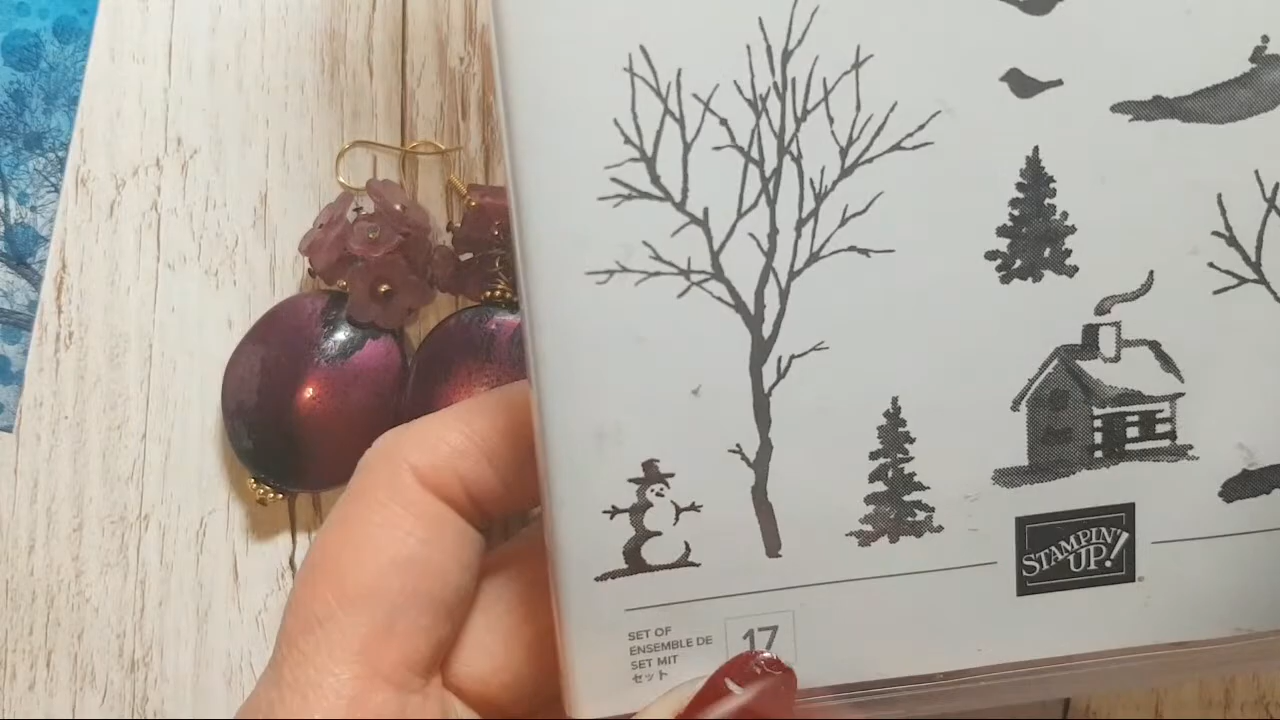 STAMPIN'
UP!
SET OF
ENSEMBLE DE
SET MIT
セット
17